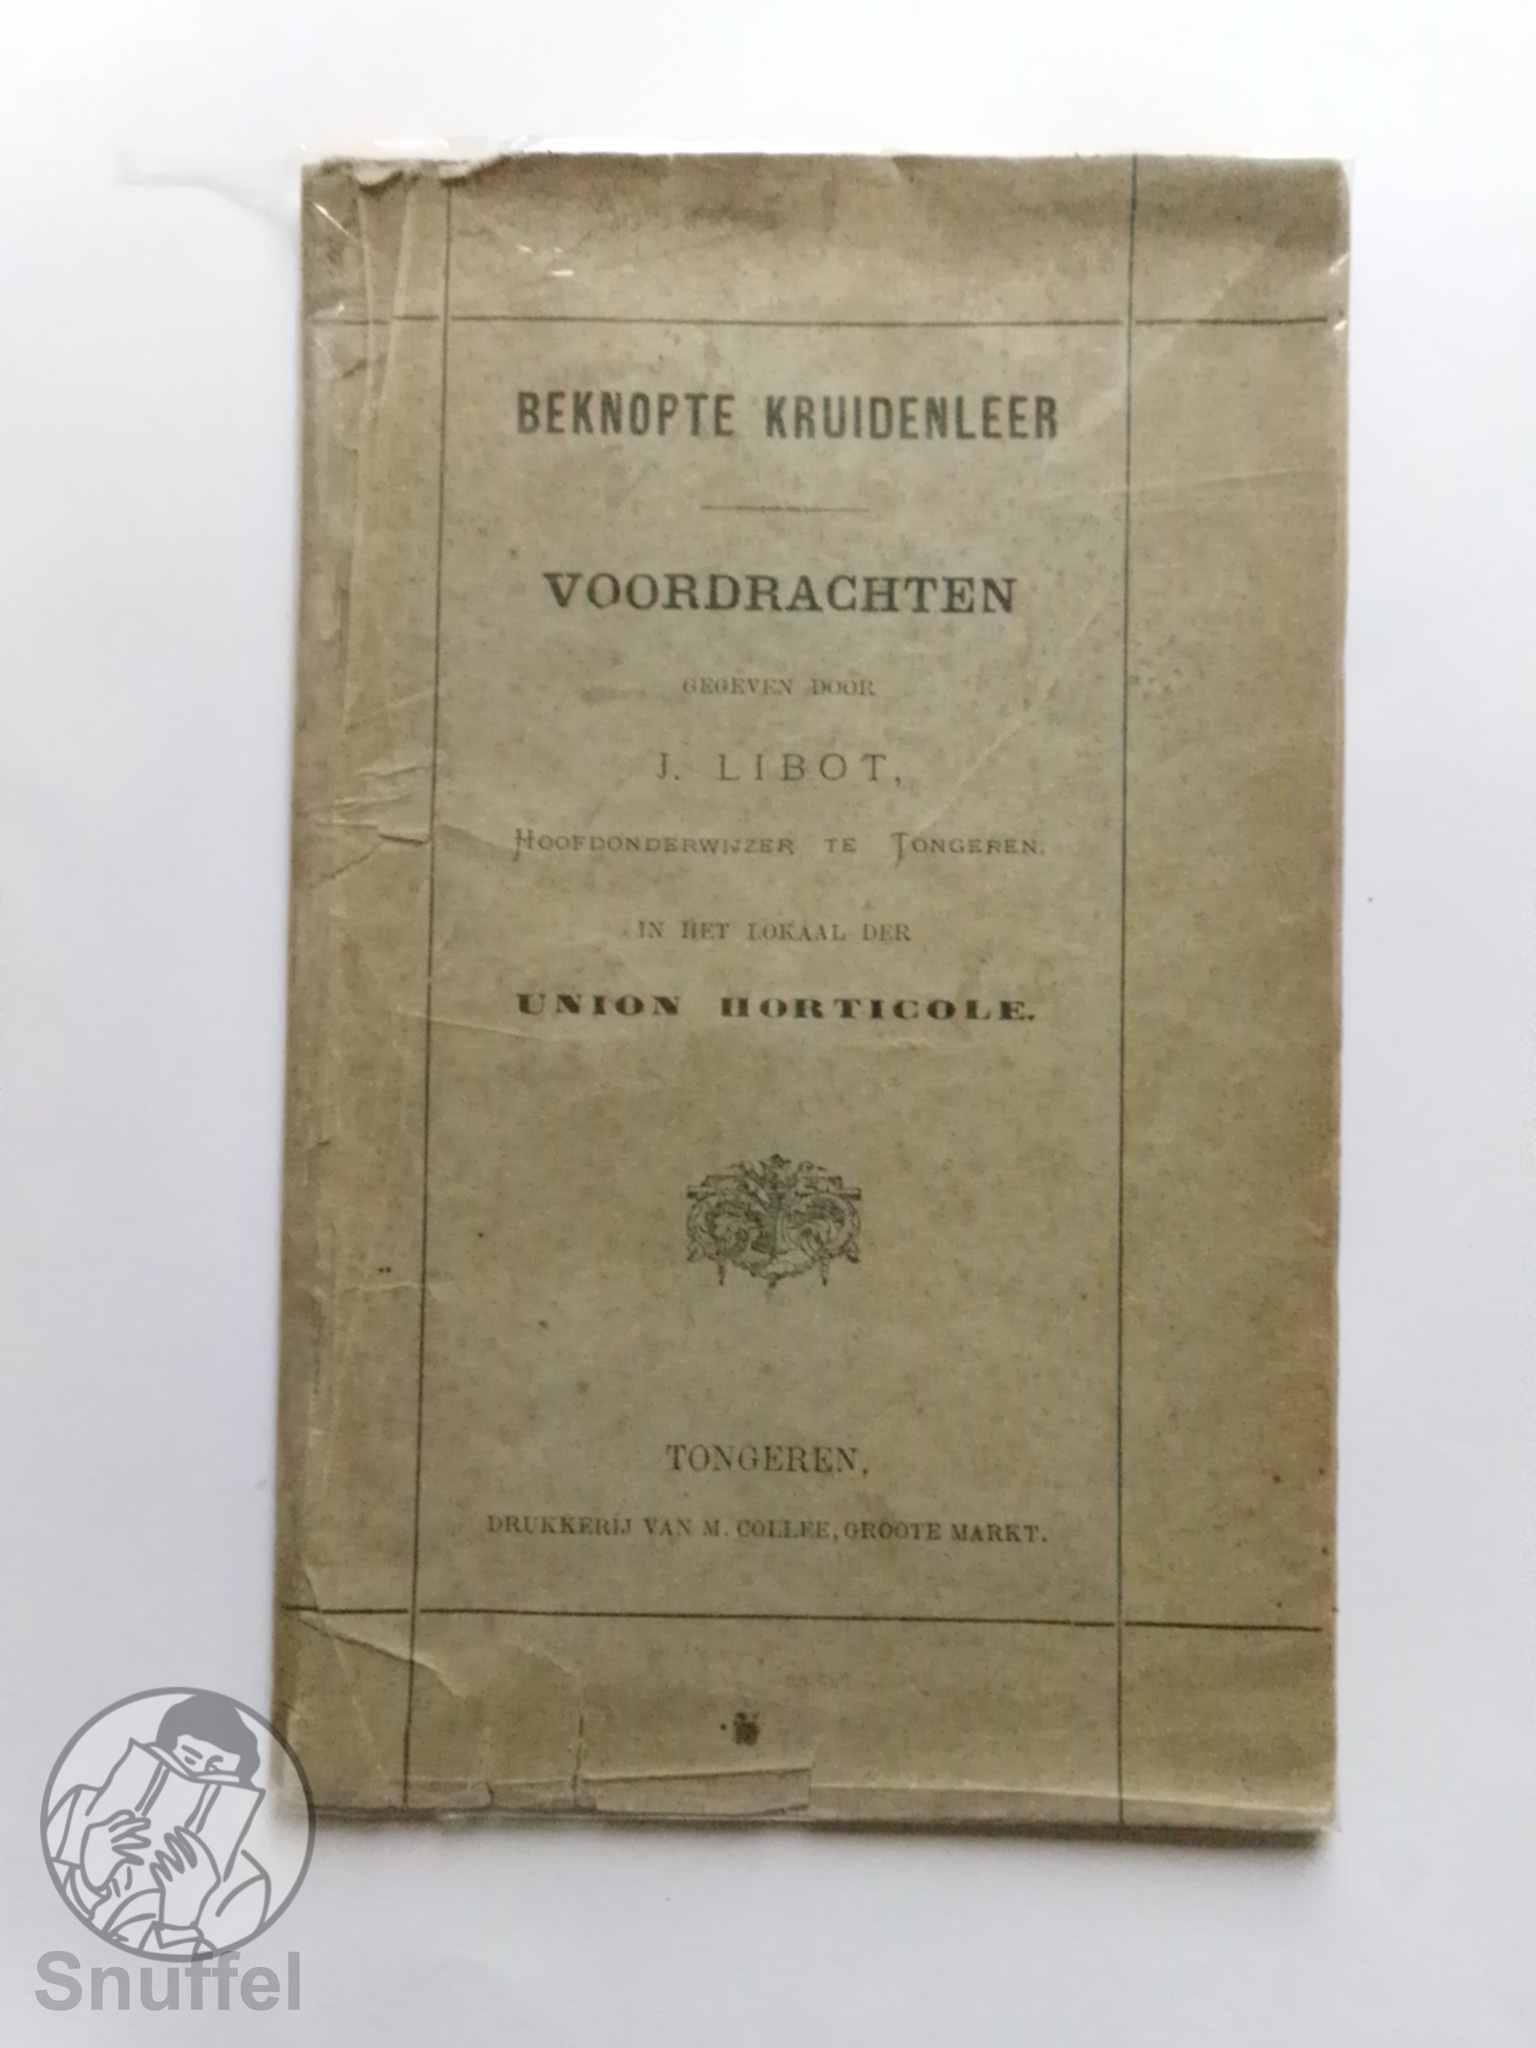 BEKNOPTE KRUIDENLEER
VOORDRACHTEN
GEGEVEN DOOR
J. LIBOT,
HOOFDONDERWIJZER TE TONGEREN,
IN HET LOKAAL DER
UNION HORTICOLE.
TONGEREN,
DRUKKERIJ VAN M. COLLEE, GROOTE MARKT.
Snuffel